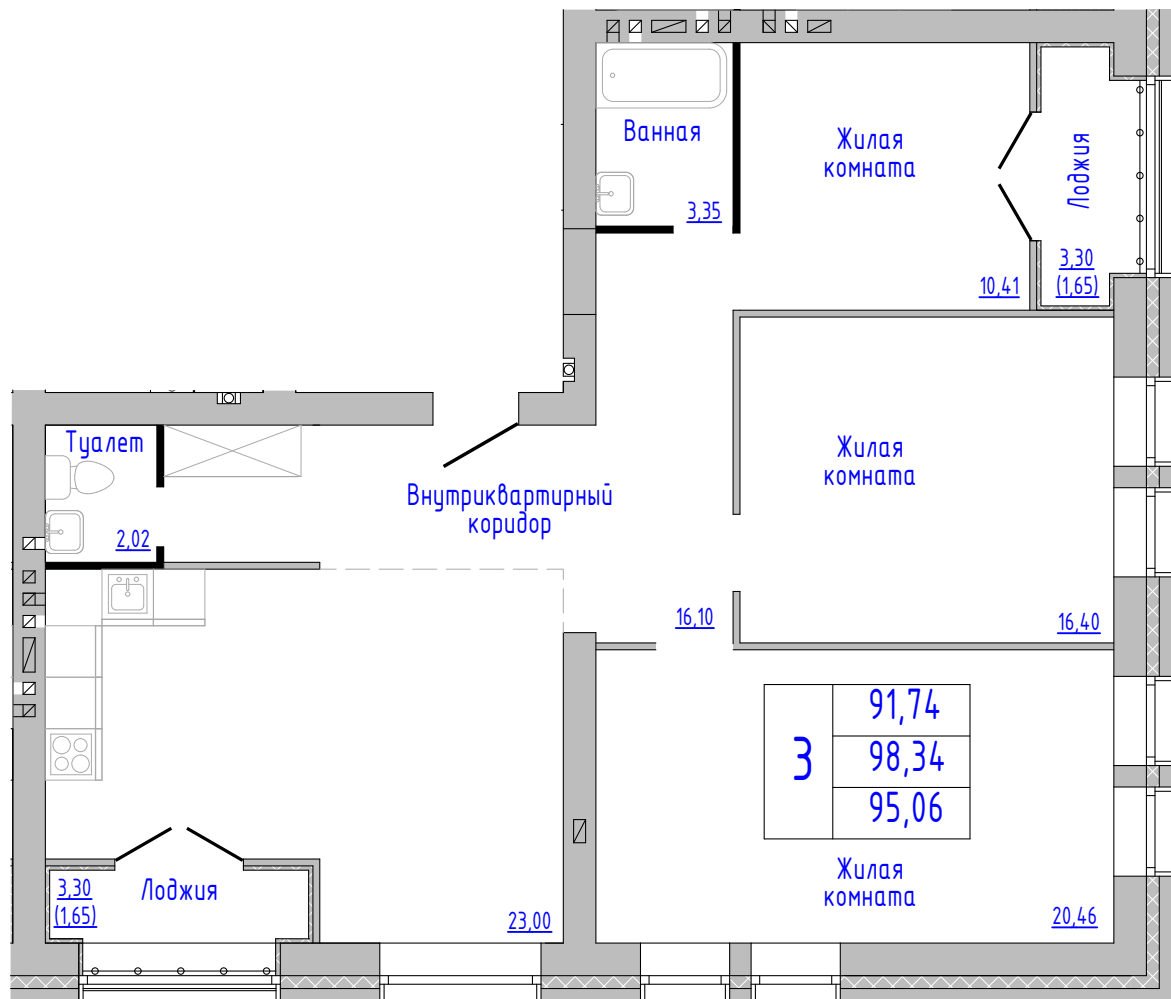 Ванная
3,35
Жилая
комната
10,41
Лоджия
3,30
(1,65)
Туалет
2,02
Внутриквартирный
коридор
16,10
Жилая
комната
16,40
3
91,74
98,34
95,06
Жилая
комната
20,46
3,30
(1,65)
Лоджия
23,00